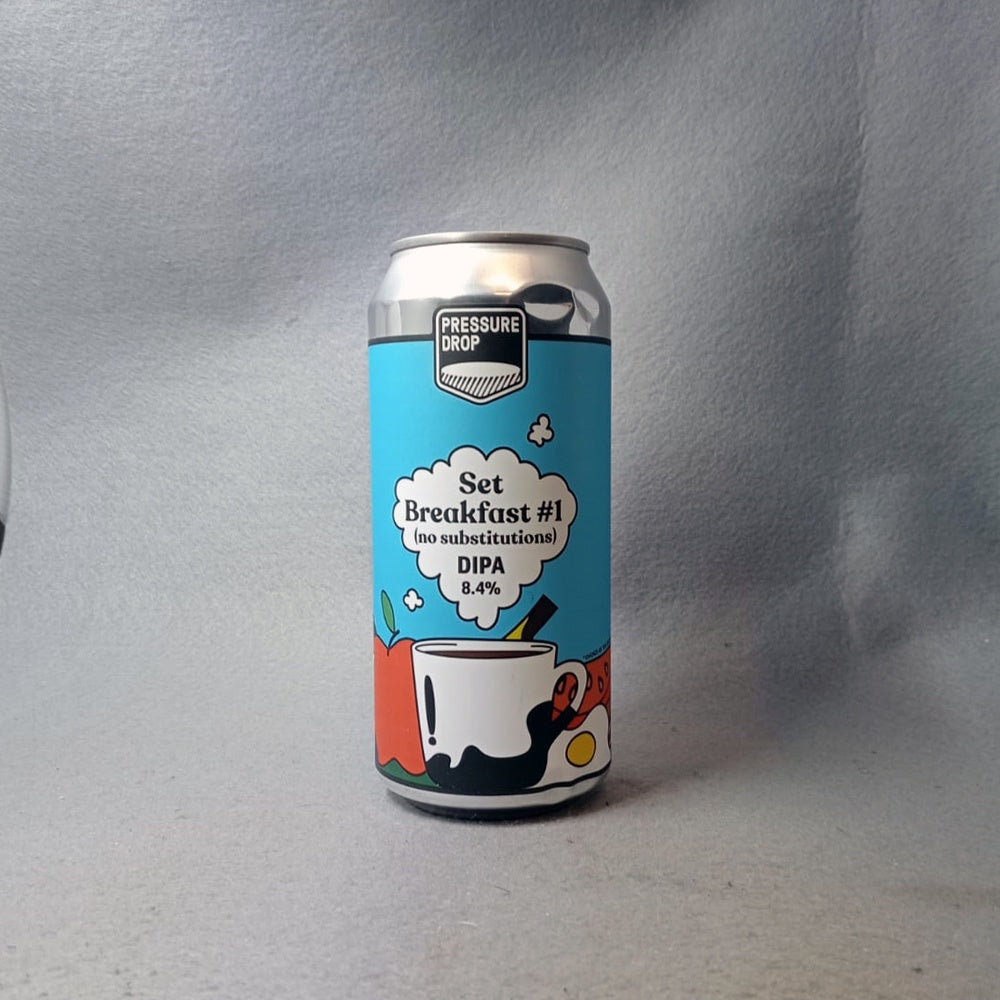 PRESSURE
DROP
Set
Breakfast #1
(no substitutions)
DIPA
8.4%